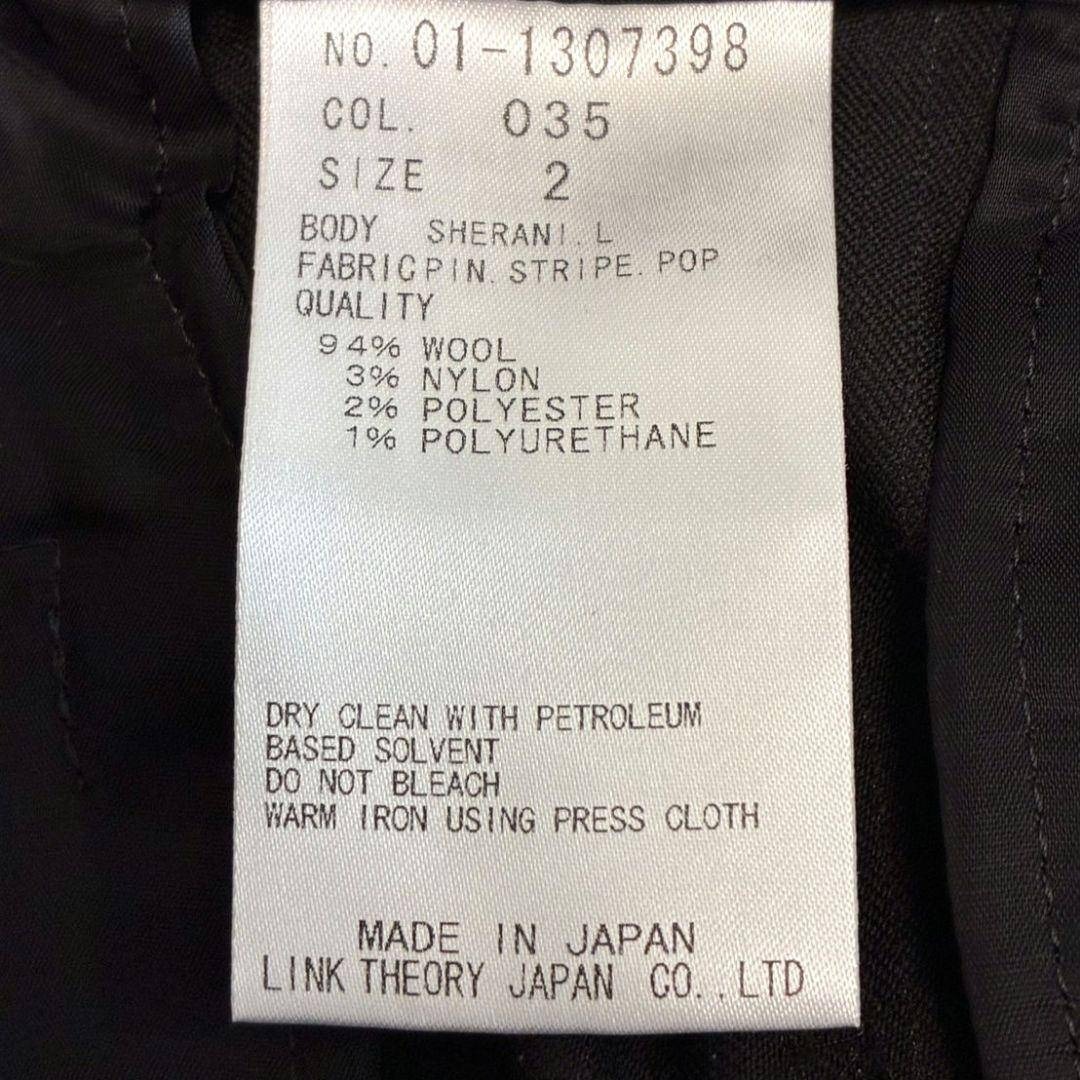 NO. 01-1307398
COL. 035
SIZE 2
BODY SHERANI. L
FABRIC PIN. STRIPE. POP
QUALITY
94% WOOL
3% NYLON
2% POLYESTER
1% POLYURETHANE
DRY CLEAN WITH PETROLEUM
BASED SOLVENT
DO NOT BLEACH
WARM IRON USING PRESS CLOTH
MADE IN JAPAN
LINK THEORY JAPAN CO., LTD